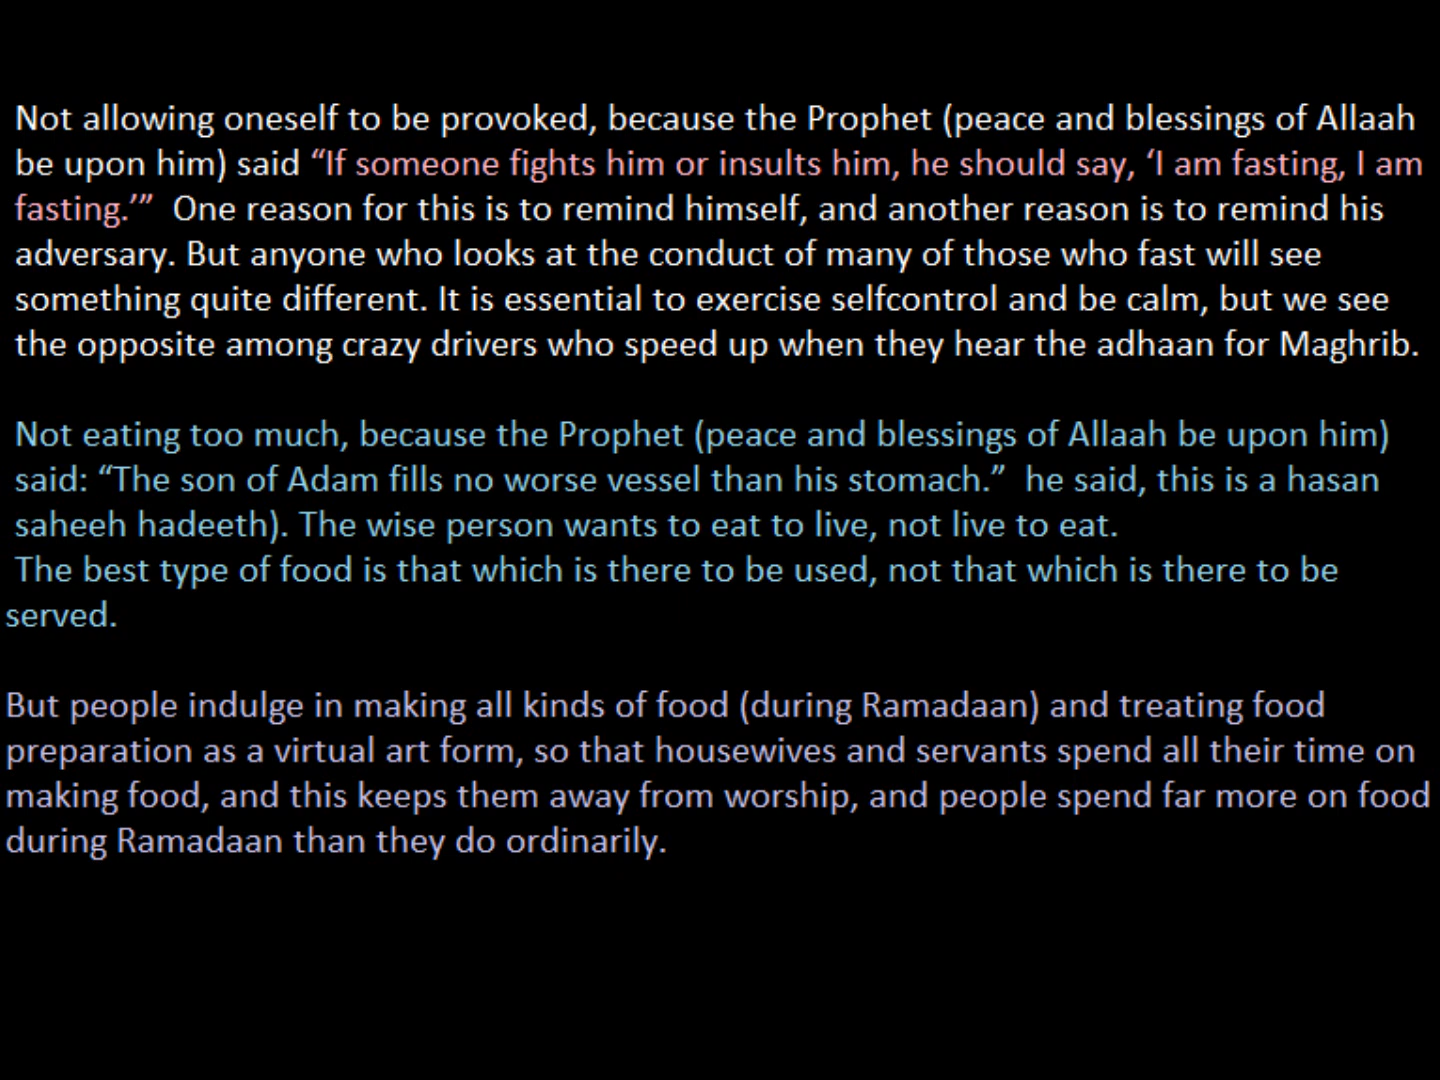 Not allowing oneself to be provoked, because the Prophet (peace and blessings of Allaah
be upon him) said “If someone fights him or insults him, he should say, ‘I am fasting, I am
fasting.’”  One reason for this is to remind himself, and another reason is to remind his
adversary. But anyone who looks at the conduct of many of those who fast will see
something quite different. It is essential to exercise selfcontrol and be calm, but we see
the opposite among crazy drivers who speed up when they hear the adhaan for Maghrib.
Not eating too much, because the Prophet (peace and blessings of Allaah be upon him)
said: “The son of Adam fills no worse vessel than his stomach.”  he said, this is a hasan
saheeh hadeeth). The wise person wants to eat to live, not live to eat.
The best type of food is that which is there to be used, not that which is there to be
served.
But people indulge in making all kinds of food (during Ramadaan) and treating food
preparation as a virtual art form, so that housewives and servants spend all their time on
making food, and this keeps them away from worship, and people spend far more on food
during Ramadaan than they do ordinarily.